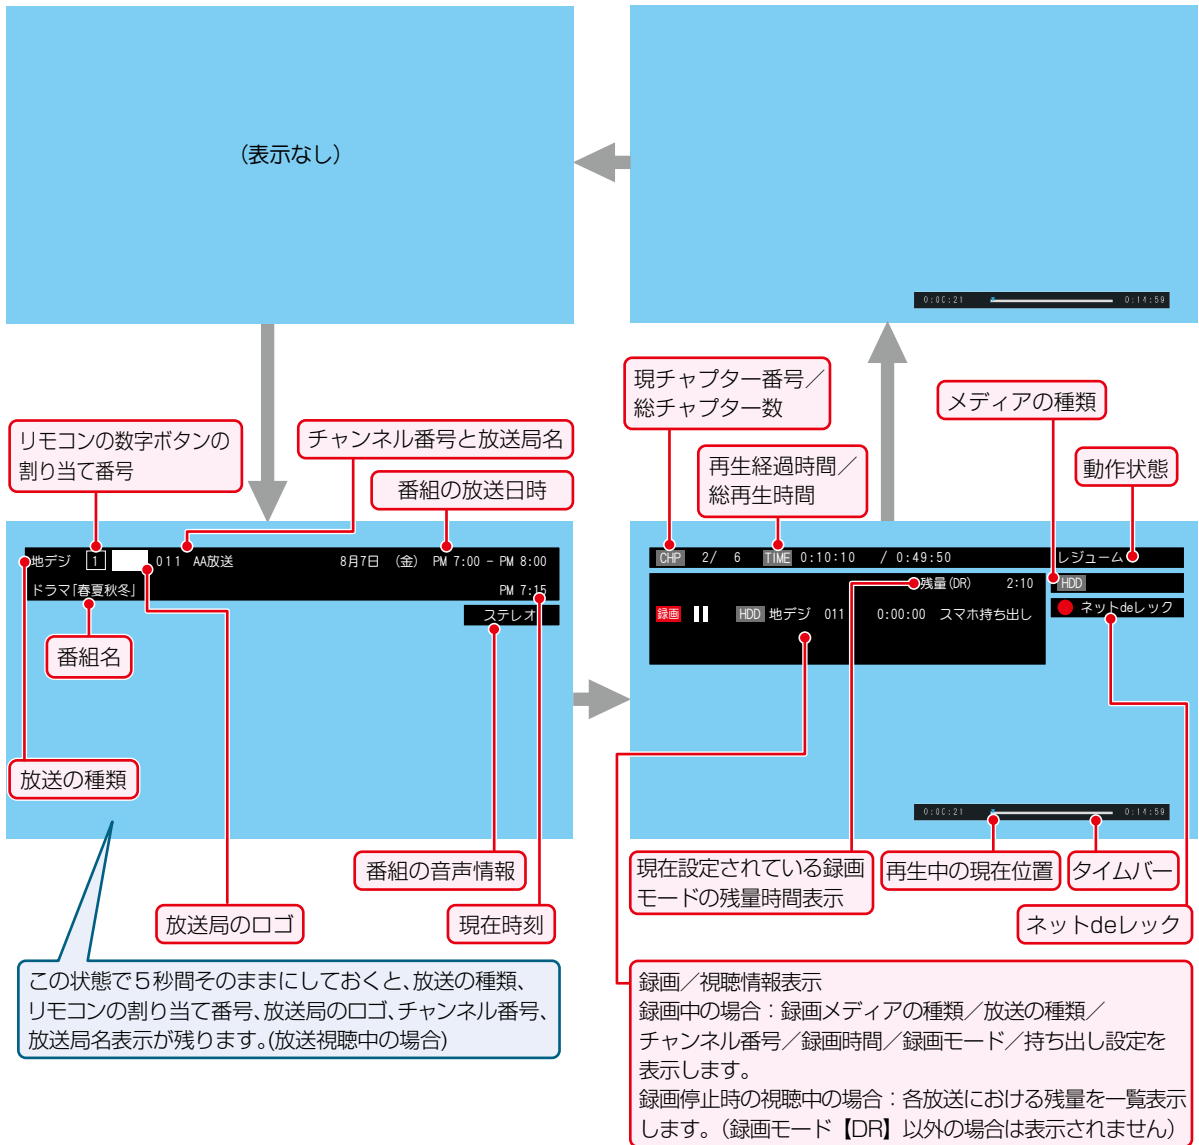 (表示なし)
0:00:21
0:14:59
リモコンの数字ボタンの
割り当て番号
チャンネル番号と放送局名
番組の放送日時
地デジ 1 011 AA放送 8月7日 (金) PM 7:00 - PM 8:00
ドラマ「春夏秋冬」 PM 7:15
ステレオ
番組名
放送の種類
番組の音声情報
放送局のロゴ
現在時刻
この状態で5秒間そのままにしておくと、放送の種類、
リモコンの割り当て番号、放送局のロゴ、チャンネル番号、
放送局名表示が残ります。(放送視聴中の場合)
現チャプター番号/
総チャプター数
メディアの種類
再生経過時間/
総再生時間
動作状態
CHP 2/ 6 TIME 0:10:10 / 0:49:50 レジューム
残量(DR) 2:10 HDD
録画 HDD 地デジ 011 0:00:00 スマホ持ち出し
ネットdeレック
0:00:21
0:14:59
現在設定されている録画
モードの残量時間表示
再生中の現在位置
タイムバー
ネットdeレック
録画/視聴情報表示
録画中の場合:録画メディアの種類/放送の種類/
チャンネル番号/録画時間/録画モード/持ち出し設定を
表示します。
録画停止時の視聴中の場合:各放送における残量を一覧表示
します。(録画モード【DR】以外の場合は表示されません)